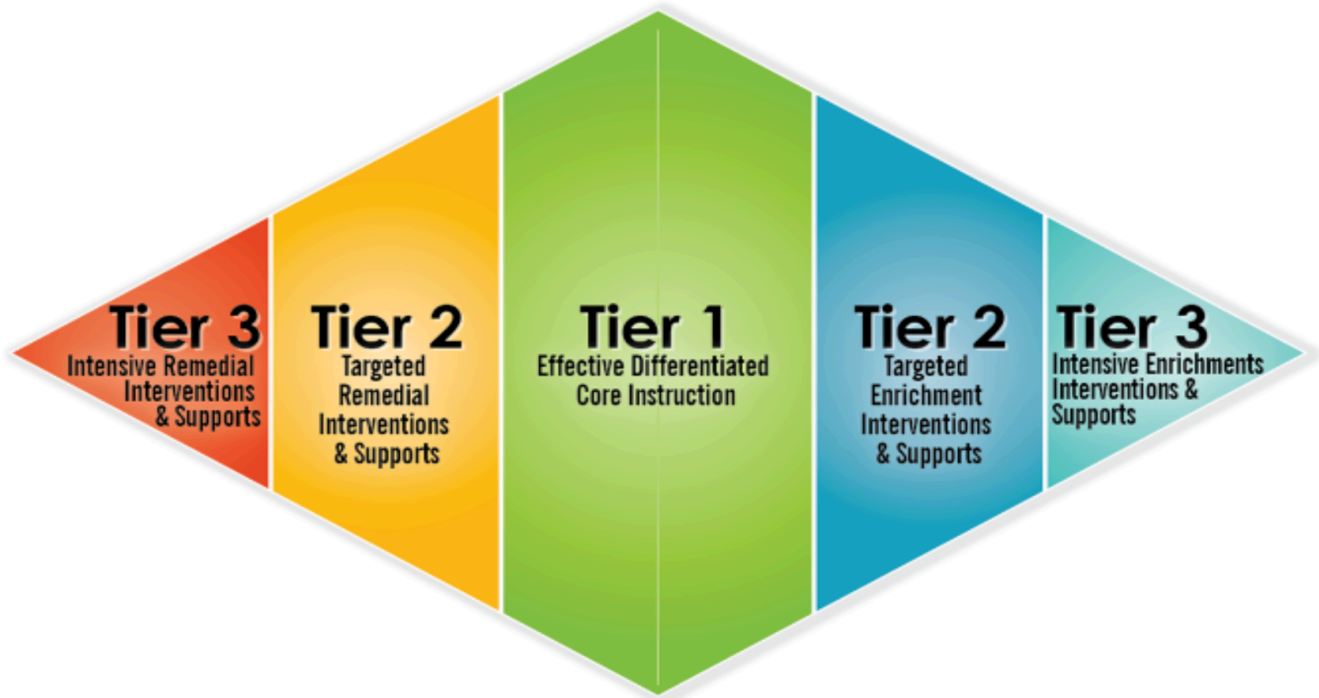 Tier 3
Intensive Remedial
Interventions
& Supports
Tier 2
Targeted
Remedial
Interventions
& Supports
Tier 1
Effective Differentiated
Core Instruction
Tier 2
Targeted
Enrichment
Interventions
& Supports
Tier 3
Intensive Enrichments
Interventions &
Supports